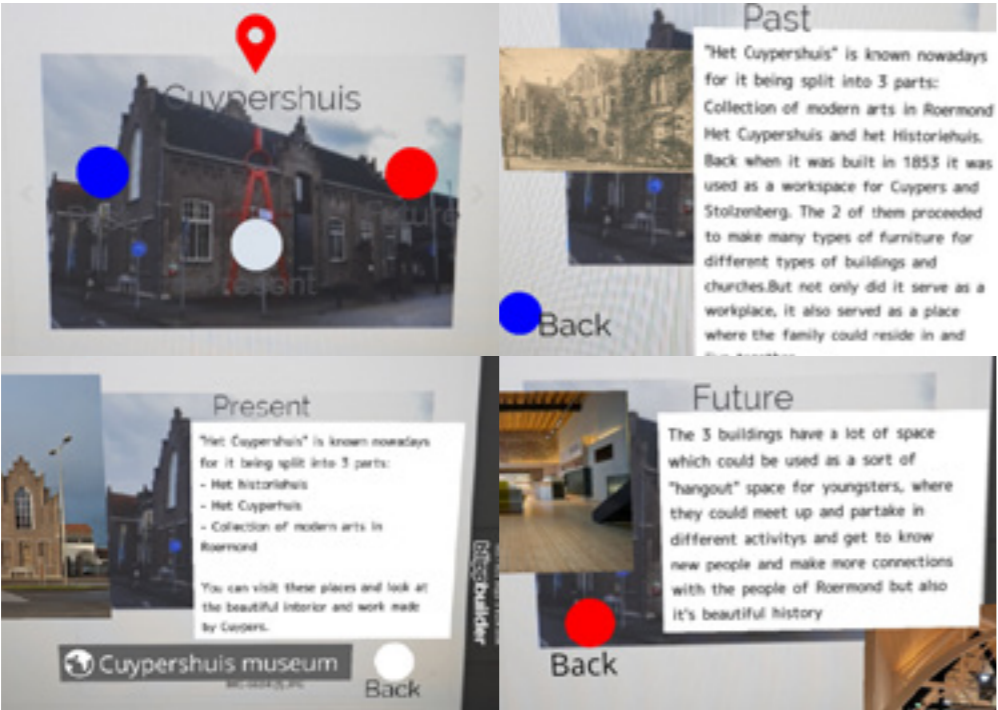 Cuypershuis
Past
Future
Present
Past
"Het Cuypershuis" is known nowadays
for it being split into 3 parts:
Collection of modern arts in Roermond
Het Cuypershuis and het Historiehuis.
Back when it was built in 1853 it was
used as a workspace for Cuypers and
Stolzenberg. The 2 of them proceeded
to make many types of furniture for
different types of buildings and
churches.But not only did it serve as a
workplace, it also served as a place
where the family could reside in and
Back
Present
"Het Cuypershuis" is known nowadays
for it being split into 3 parts:
- Het historiehuis
- Het Cuyperhuis
- Collection of modern arts in
Roermond
You can visit these places and look at
the beautiful interior and work made
by Cuypers.
Cuypershuis museum
Back
blippbuilder
Future
The 3 buildings have a lot of space
which could be used as a sort of
"hangout" space for youngsters, where
they could meet up and partake in
different activitys and get to know
new people and make more connections
with the people of Roermond but also
it's beautiful history
Back